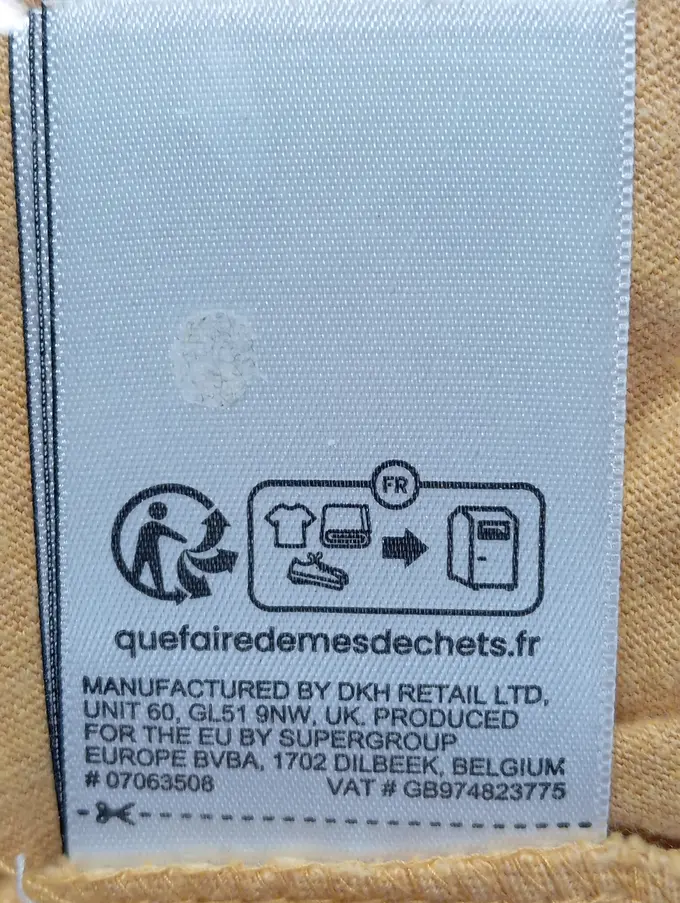 FR
quefairedemesdechets.fr
MANUFACTURED BY DKH RETAIL LTD,
UNIT 60, GL51 9NW, UK. PRODUCED
FOR THE EU BY SUPERGROUP
EUROPE BVBA, 1702 DILBEEK, BELGIUM
# 07063508 VAT # GB974823775